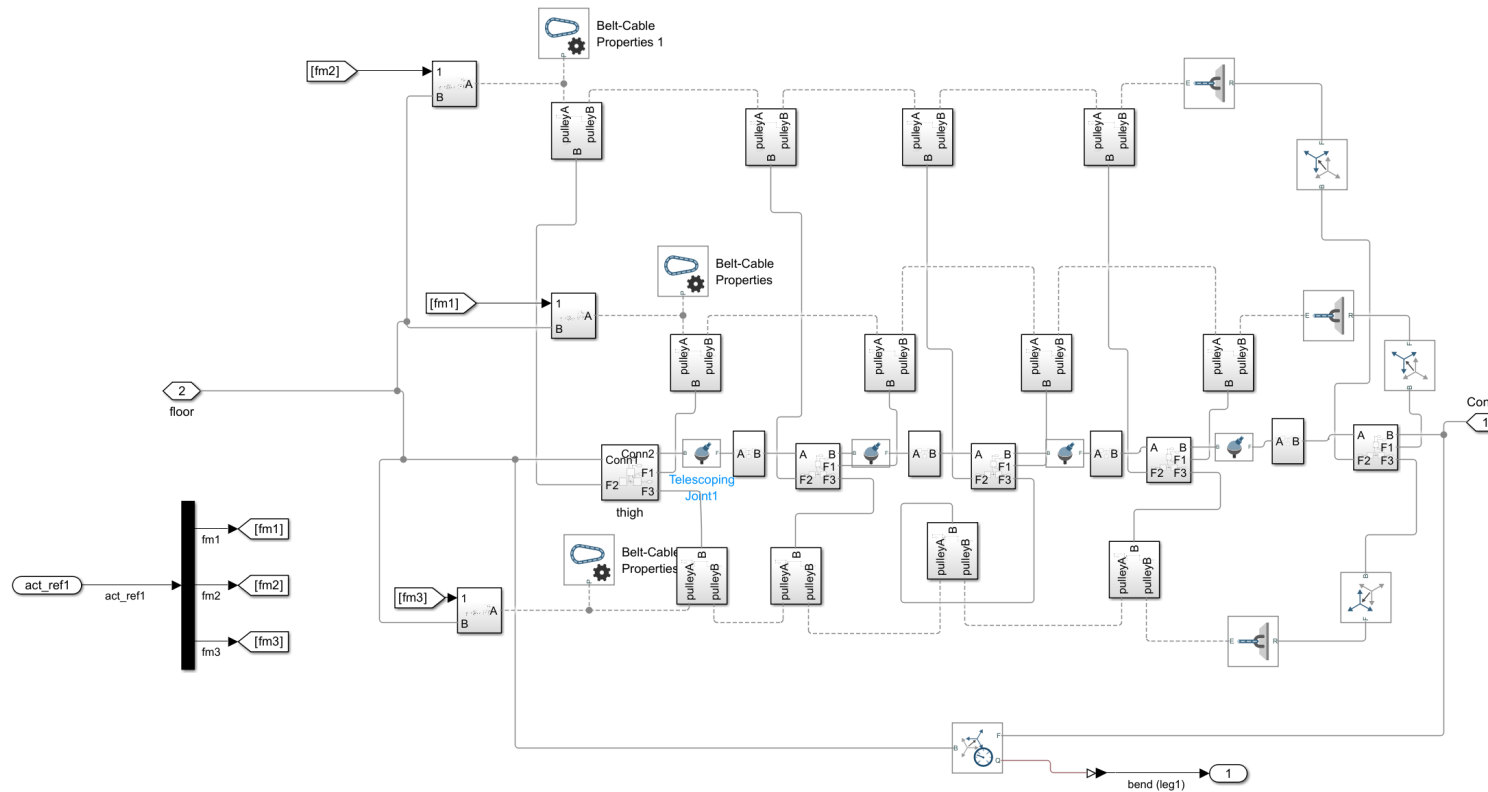 Belt-Cable
Properties 1
P
[fm2]
1
A
B
pulleyA
pulleyB
B
pulleyA
pulleyB
B
pulleyA
pulleyB
B
pulleyA
pulleyB
B
E
R
F
B
Belt-Cable
Properties
P
[fm1]
1
A
B
pulleyA
pulleyB
B
pulleyA
pulleyB
B
pulleyA
pulleyB
B
pulleyA
pulleyB
B
E
R
F
B
2
floor
Con
1
Conn1
Conn2
F1
F2
F3
thigh
B
F
Telescoping
Joint1
A B
A
B
F1
F2
F3
B
F
A B
A
B
F1
F2
F3
B
F
A B
A
B
F1
F2
F3
B
F
A B
A
B
F1
F2
F3
act_ref1
act_ref1
fm1
[fm1]
fm2
[fm2]
fm3
[fm3]
Belt-Cable
Properties
P
[fm3]
1
A
B
B
pulleyA
pulleyB
B
pulleyA
pulleyB
B
pulleyA
pulleyB
B
pulleyA
pulleyB
E
R
B
F
B
F
Q
bend (leg1)
1